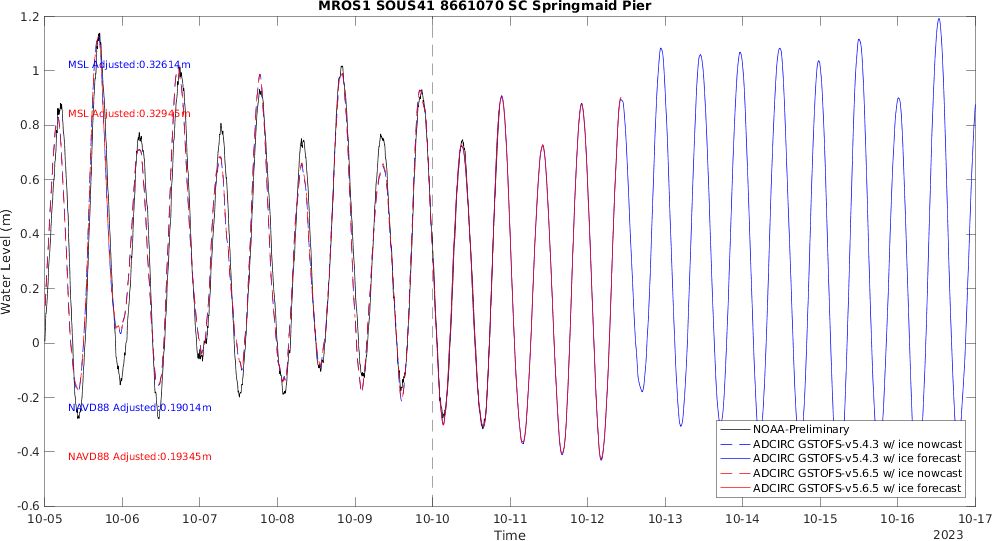 MROS1 SOUS41 8661070 SC Springmaid Pier
1.2
1
0.8
0.6
0.4
0.2
0
-0.2
-0.4
-0.6
Water Level (m)
MSL Adjusted:0.32614m
MSL Adjusted:0.32945m
NAVD88 Adjusted:0.19014m
NAVD88 Adjusted:0.19345m
NOAA-Preliminary
ADCIRC GSTOFS-v5.4.3 w/ ice nowcast
ADCIRC GSTOFS-v5.4.3 w/ ice forecast
ADCIRC GSTOFS-v5.6.5 w/ ice nowcast
ADCIRC GSTOFS-v5.6.5 w/ ice forecast
10-05 10-06 10-07 10-08 10-09 10-10 10-11 10-12 10-13 10-14 10-15 10-16 10-17
Time
2023